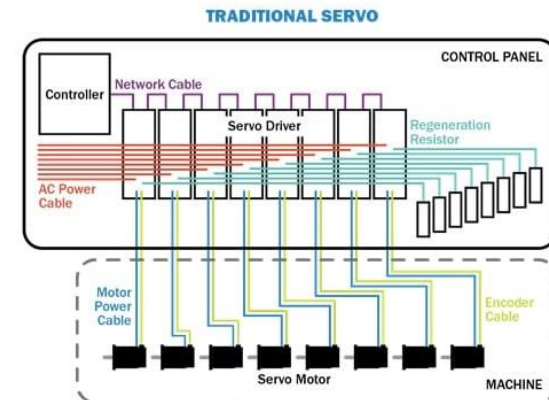 TRADITIONAL SERVO
CONTROL PANEL
Network Cable
Controller
Servo Driver
Regeneration
Resistor
AC Power
Cable
Motor
Power
Cable
Encoder
Cable
Servo Motor
MACHINE